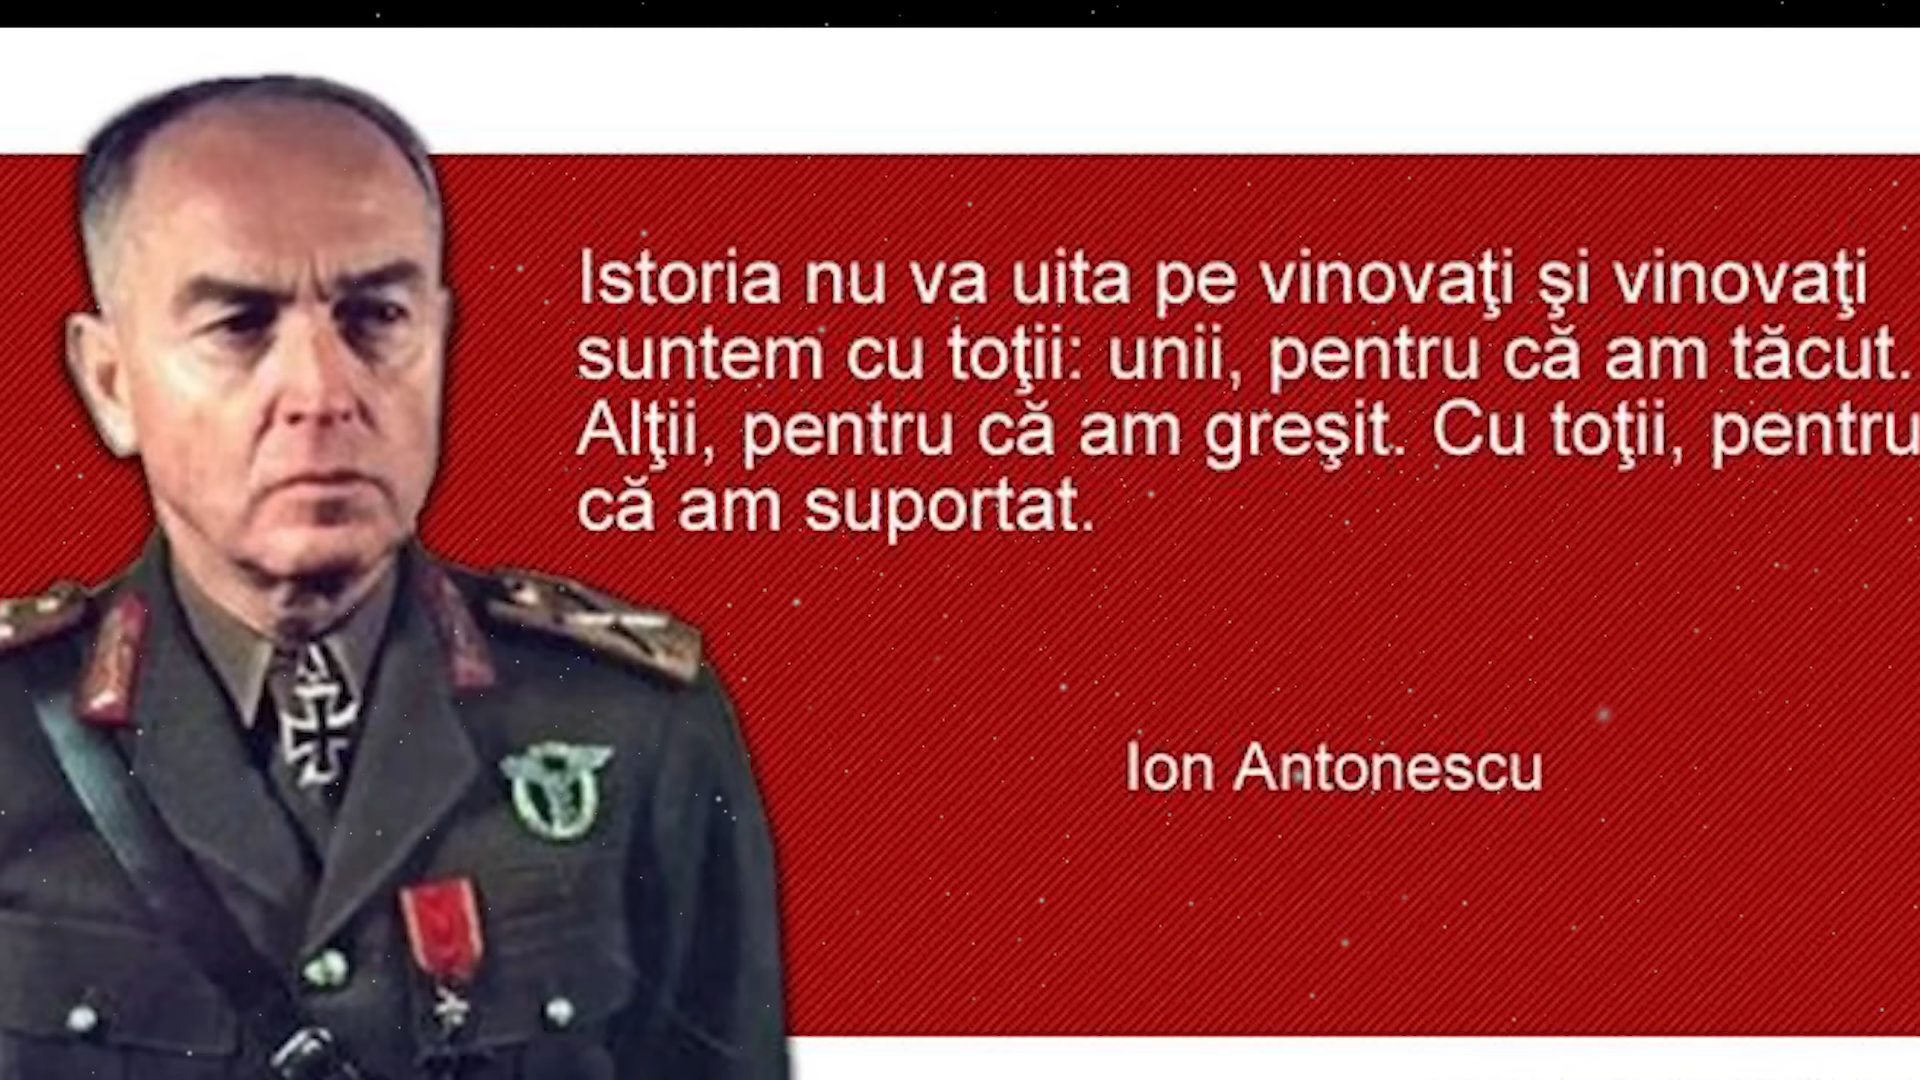 Istoria nu va uita pe vinovaţi şi vinovaţi
suntem cu toţii: unii, pentru că am tăcut.
Alţii, pentru că am greşit. Cu toţii, pentru
că am suportat.
Ion Antonescu